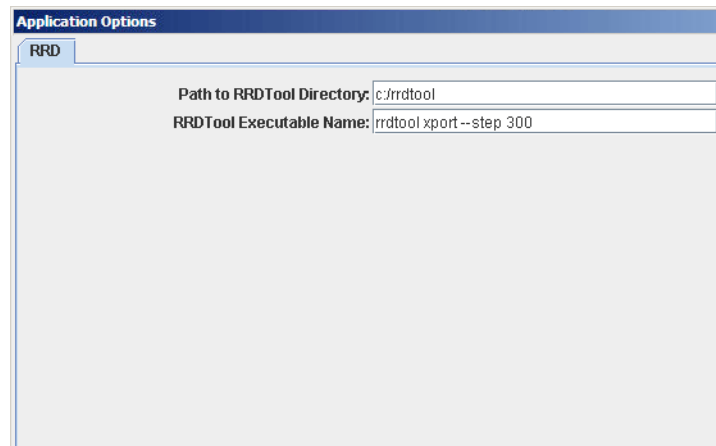 Application Options
RRD
Path to RRDTool Directory: c:/rrdtool
RRDTool Executable Name: rrdtool xport --step 300